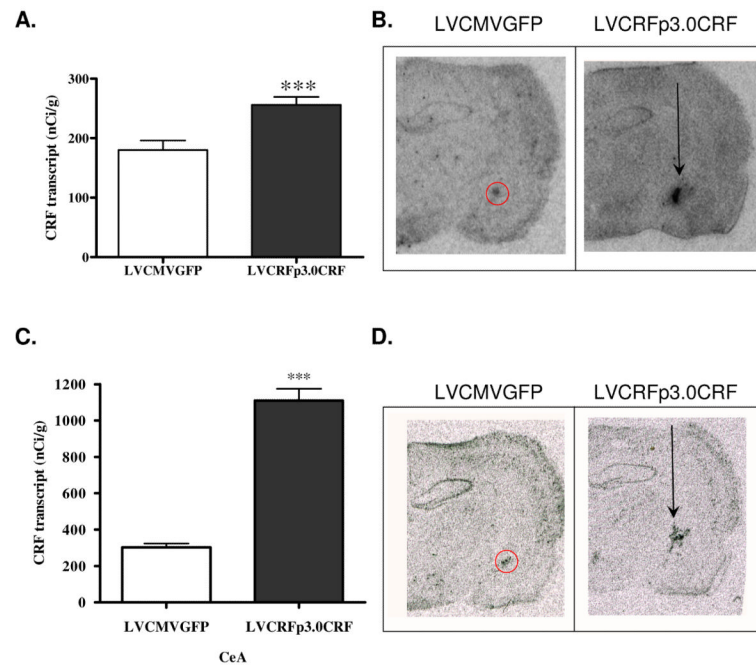 A.
CRF transcript (nCi/g)
300
200
100
0
***
LVCMVGFP LVCRFp3.0CRF
B.
LVCMVGFP LVCRFp3.0CRF
C.
CRF transcript (nCi/g)
1200
1000
800
600
400
200
0
***
LVCMVGFP LVCRFp3.0CRF
CeA
D.
LVCMVGFP LVCRFp3.0CRF